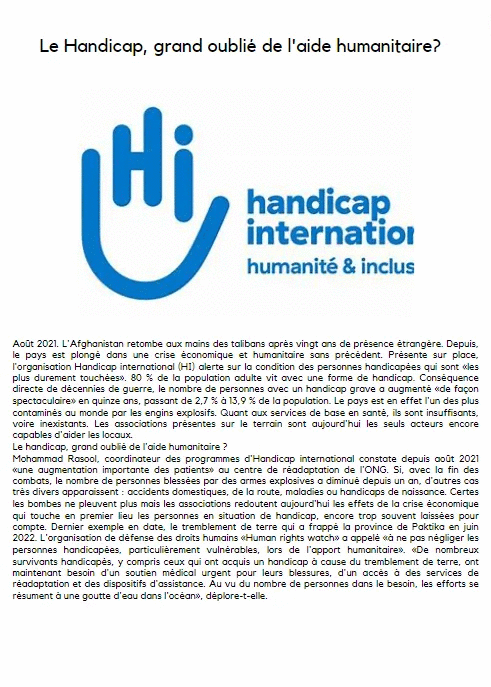 Le Handicap, grand oublié de l'aide humanitaire?
Hi
handicap
internation
humanité & inclus
Août 2021. L'Afghanistan retombe aux mains des talibans après vingt ans de présence étrangère. Depuis,
le pays est plongé dans une crise économique et humanitaire sans précédent. Présente sur place,
l'organisation Handicap international (HI) alerte sur la condition des personnes handicapées qui sont «les
plus durement touchées». 80 % de la population adulte vit avec une forme de handicap. Conséquence
directe de décennies de guerre, le nombre de personnes avec un handicap grave a augmenté «de façon
spectaculaire» en quinze ans, passant de 2,7 % à 13,9 % de la population. Le pays est en effet l'un des plus
contaminés au monde par les engins explosifs. Quant aux services de base en santé, ils sont insuffisants,
voire inexistants. Les associations présentes sur le terrain sont aujourd'hui les seuls acteurs encore
capables d'aider les locaux.
Le handicap, grand oublié de l'aide humanitaire ?
Mohammad Rasool, coordinateur des programmes d'Handicap international constate depuis août 2021
«une augmentation importante des patients» au centre de réadaptation de l'ONG. Si, avec la fin des
combats, le nombre de personnes blessées par des armes explosives a diminué depuis un an, d'autres cas
très divers apparaissent : accidents domestiques, de la route, maladies ou handicaps de naissance. Certes
les bombes ne pleuvent plus mais les associations redoutent aujourd'hui les effets de la crise économique
qui touche en premier lieu les personnes en situation de handicap, encore trop souvent laissées pour
compte. Dernier exemple en date, le tremblement de terre qui a frappé la province de Paktika en juin
2022. L'organisation de défense des droits humains «Human rights watch» a appelé «à ne pas négliger les
personnes handicapées, particulièrement vulnérables, lors de l'apport humanitaire». «De nombreux
survivants handicapés, y compris ceux qui ont acquis un handicap à cause du tremblement de terre, ont
maintenant besoin d'un soutien médical urgent pour leurs blessures, d'un accès à des services de
réadaptation et des dispositifs d'assistance. Au vu du nombre de personnes dans le besoin, les efforts se
résument à une goutte d'eau dans l'océan», déplore-t-elle.